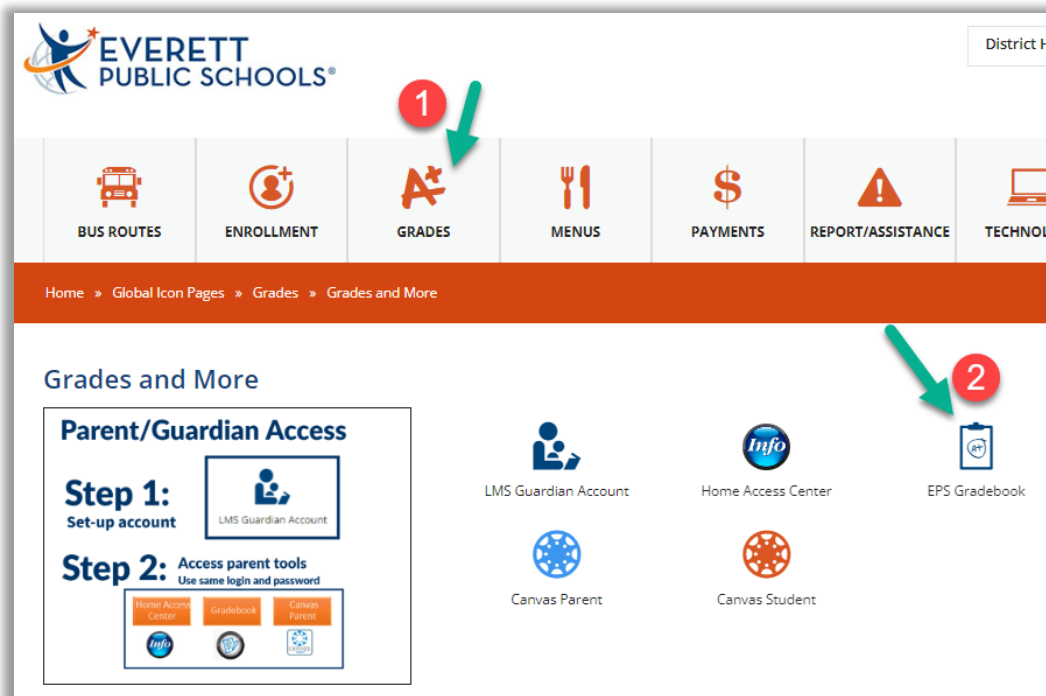 EVERETT
PUBLIC SCHOOLS®
District H
1
BUS ROUTES
ENROLLMENT
GRADES
MENUS
PAYMENTS
REPORT/ASSISTANCE
TECHNOL
Home » Global Icon Pages » Grades » Grades and More
2
Grades and More
Parent/Guardian Access
Step 1:
Set-up account
LMS Guardian Account
Step 2: Access parent tools
Use same login and password
Home Access
Center
Gradebook
Canvas
Parent
Info
canvas
Info
A+
LMS Guardian Account
Home Access Center
EPS Gradebook
Canvas Parent
Canvas Student